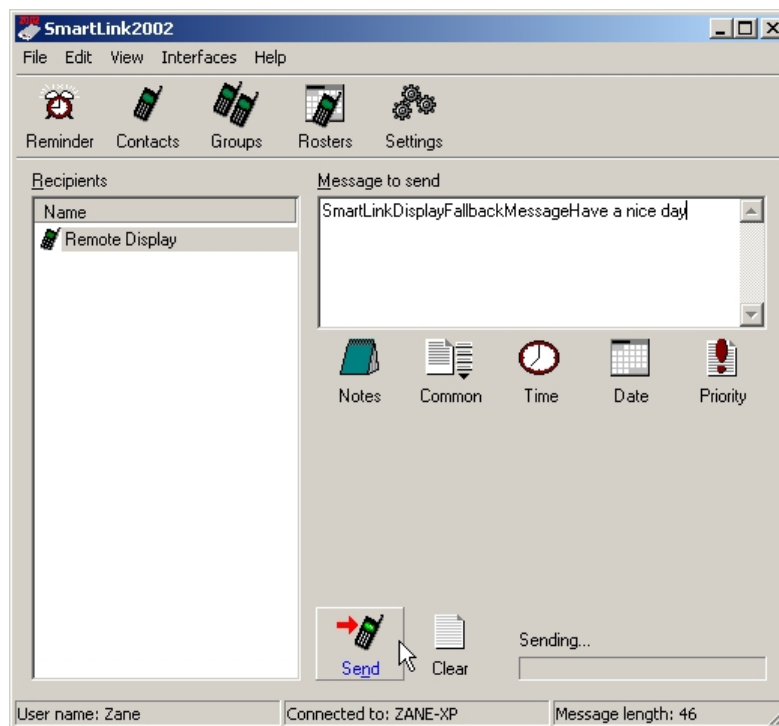 2002
SmartLink2002
File Edit View Interfaces Help
Reminder Contacts Groups Rosters Settings
Recipients
Message to send
Name
SmartLinkDisplayFallbackMessageHave a nice day
Remote Display
Notes Common Time Date Priority
Sending...
Send Clear
User name: Zane
Connected to: ZANE-XP
Message length: 46